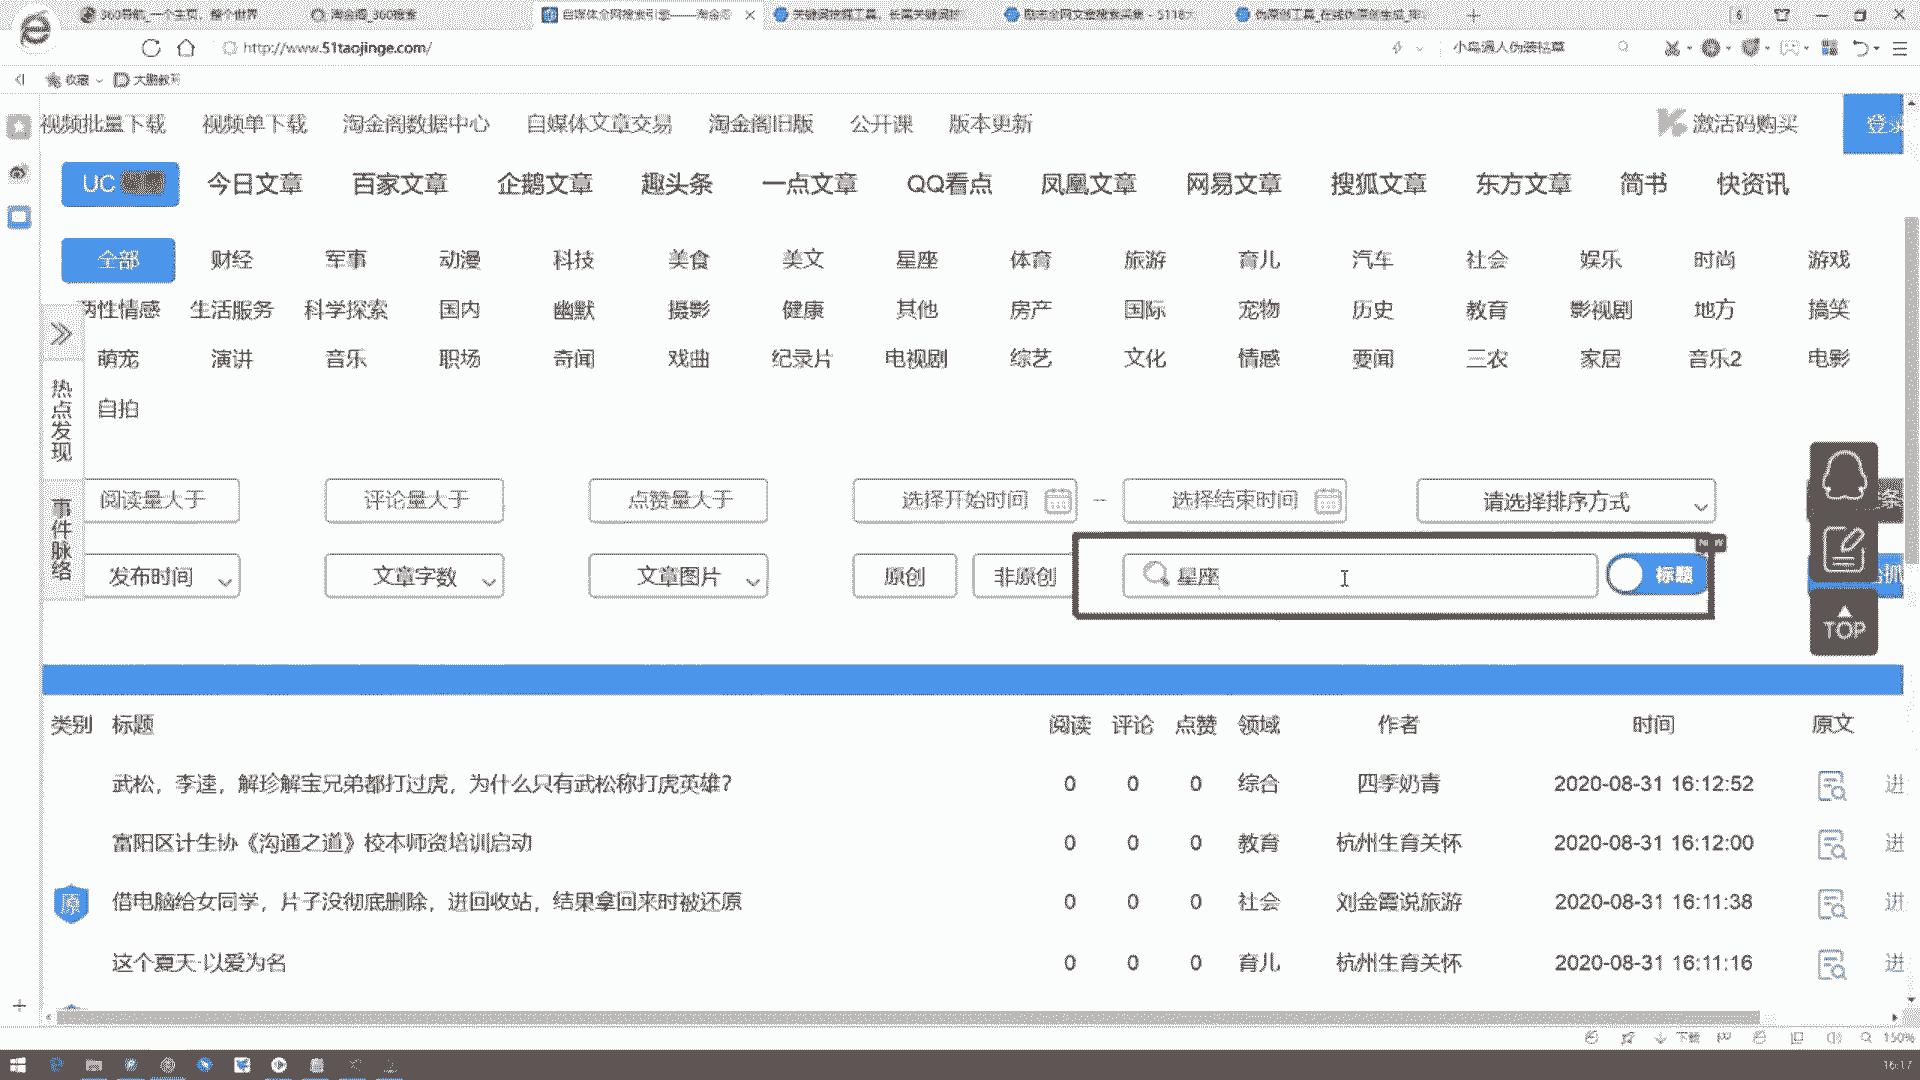 360导航_一个主页，整个世界
淘金阁_360搜索
自媒体全网搜索引擎——淘金阁
关键词挖掘工具，长尾关键词挖
励志全网文章搜索采集 - 5118大
伪原创工具_在线伪原创生成_
6
http://www.51taojinge.com/
收藏
视频批量下载 视频单下载 淘金阁数据中心 自媒体文章交易 淘金阁旧版 公开课 版本更新 激活码购买 登录
UC 今日文章 百家文章 企鹅文章 趣头条 一点文章 QQ看点 凤凰文章 网易文章 搜狐文章 东方文章 简书 快资讯
全部 财经 军事 动漫 科技 美食 美文 星座 体育 旅游 育儿 汽车 社会 娱乐 时尚 游戏
两性情感 生活服务 科学探索 国内 幽默 摄影 健康 其他 房产 国际 宠物 历史 教育 影视剧 地方 搞笑
萌宠 演讲 音乐 职场 奇闻 戏曲 纪录片 电视剧 综艺 文化 情感 要闻 三农 家居 音乐2 电影
自拍
热点发现
事件脉络
阅读量大于 评论量大于 点赞量大于 选择开始时间 – 选择结束时间 请选择排序方式
发布时间 文章字数 文章图片 原创 非原创 星座 标题
TOP
类别 标题 阅读 评论 点赞 领域 作者 时间 原文
武松，李逵，解珍解宝兄弟都打过虎，为什么只有武松称打虎英雄? 0 0 0 综合 四季奶青 2020-08-31 16:12:52 进
富阳区计生协《沟通之道》校本师资培训启动 0 0 0 教育 杭州生育关怀 2020-08-31 16:12:00 进
原 借电脑给女同学，片子没彻底删除，进回收站，结果拿回来时被还原 0 0 0 社会 刘金霞说旅游 2020-08-31 16:11:38 进
这个夏天·以爱为名 0 0 0 育儿 杭州生育关怀 2020-08-31 16:11:16 进
下载
150%
16:17